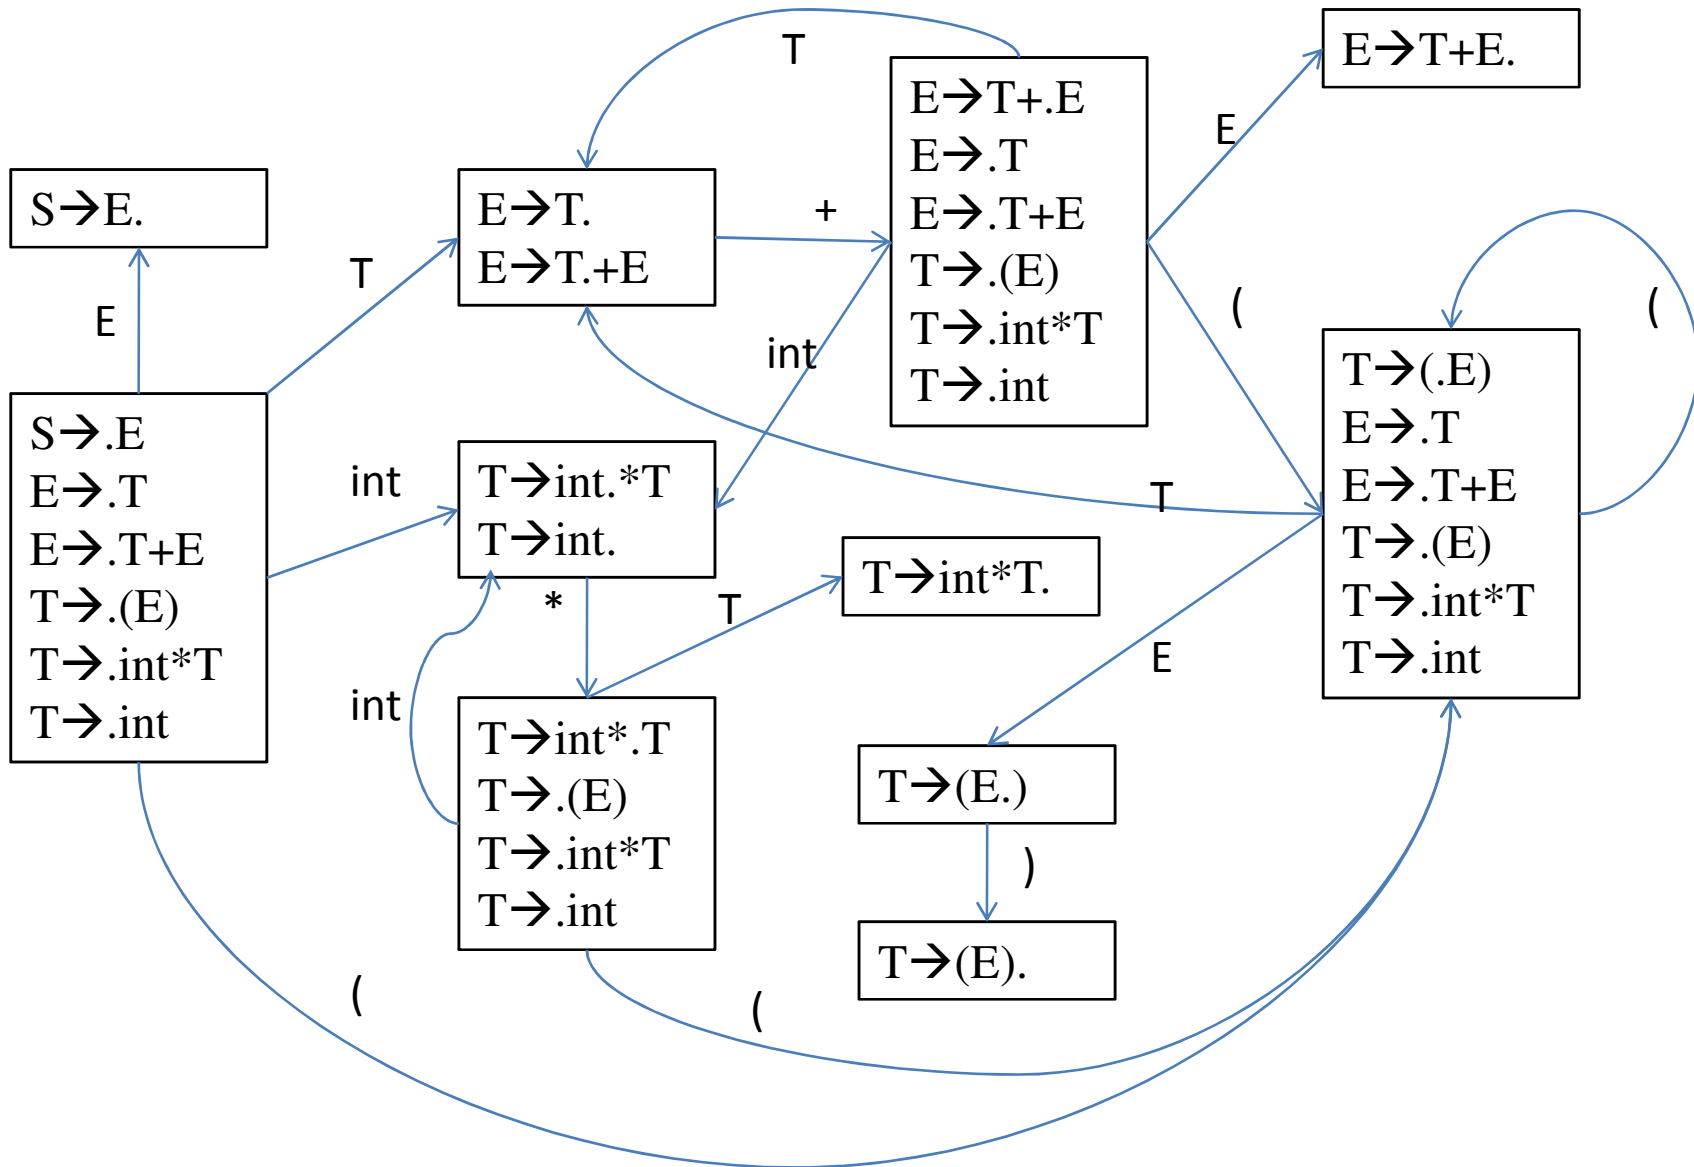 T
E→T+E.
E→T+.E
E→.T
E→.T+E
T→.(E)
T→.int*T
T→.int
E
S→E.
E
T
E→T.
E→T.+E
+
int
(
(
S→.E
E→.T
E→.T+E
T→.(E)
T→.int*T
T→.int
int
T→int.*T
T→int.
T
T→(.E)
E→.T
E→.T+E
T→.(E)
T→.int*T
T→.int
*
T
T→int*T.
E
int
T→int*.T
T→.(E)
T→.int*T
T→.int
T→(E.)
)
T→(E).
(
(